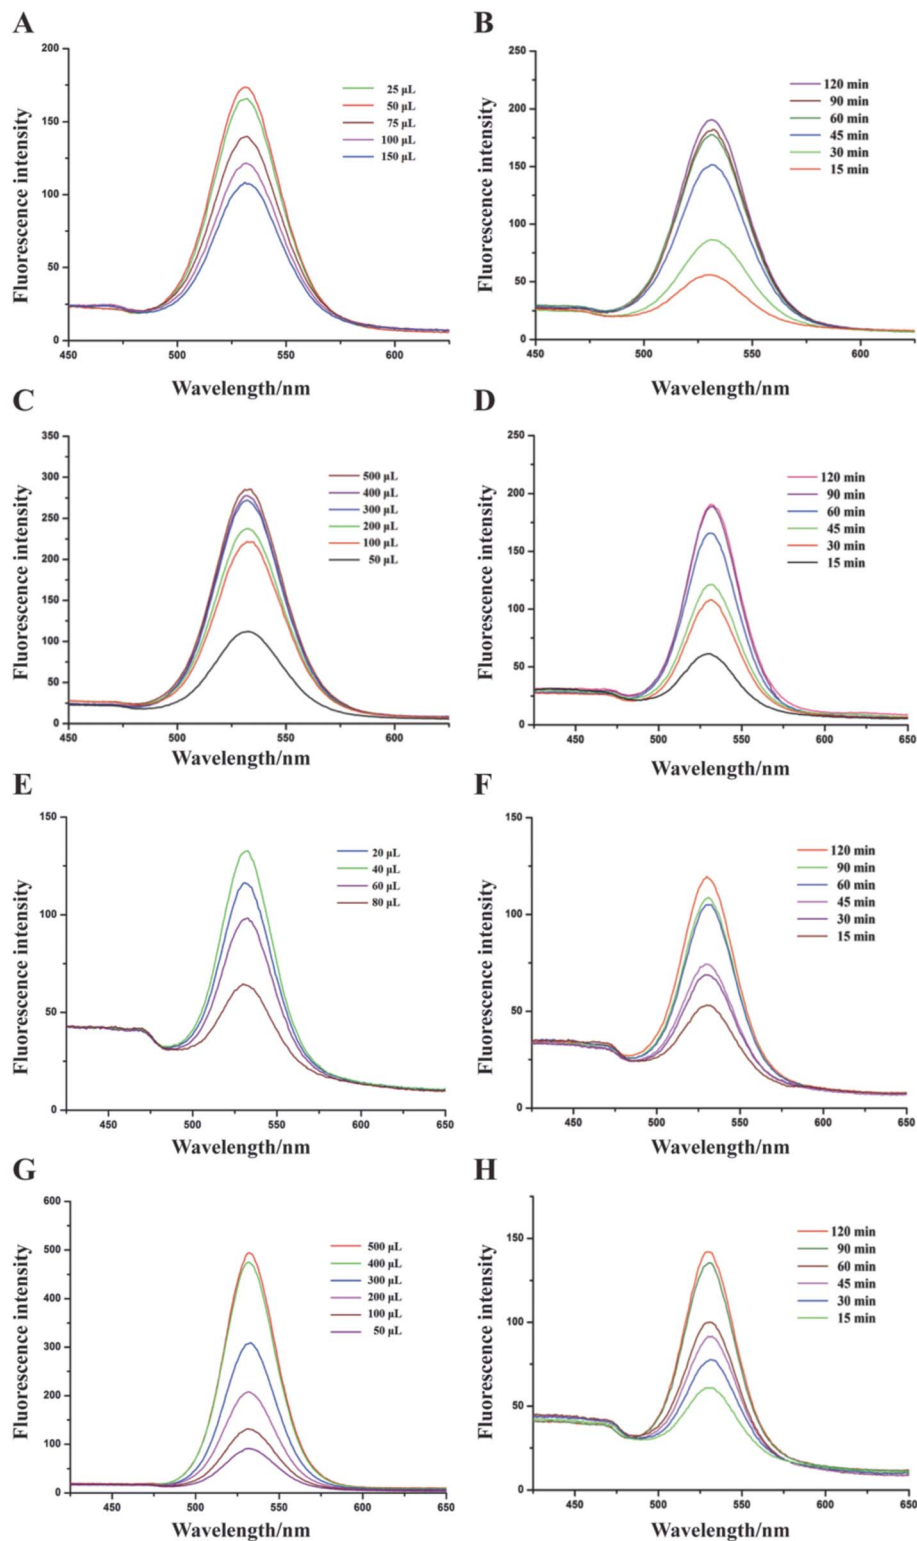 A
Fluorescence intensity
200
150
100
50
0
450
500
550
600
Wavelength/nm
25 μL
50 μL
75 μL
100 μL
150 μL
B
Fluorescence intensity
250
200
150
100
50
0
450
500
550
600
Wavelength/nm
120 min
90 min
60 min
45 min
30 min
15 min
C
Fluorescence intensity
350
300
250
200
150
100
50
0
450
500
550
600
Wavelength/nm
500 μL
400 μL
300 μL
200 μL
100 μL
50 μL
D
Fluorescence intensity
250
200
150
100
50
0
450
500
550
600
650
Wavelength/nm
120 min
90 min
60 min
45 min
30 min
15 min
E
Fluorescence intensity
150
100
50
0
450
500
550
600
650
Wavelength/nm
20 μL
40 μL
60 μL
80 μL
F
Fluorescence intensity
150
100
50
0
450
500
550
600
650
Wavelength/nm
120 min
90 min
60 min
45 min
30 min
15 min
G
Fluorescence intensity
600
500
400
300
200
100
0
450
500
550
600
650
Wavelength/nm
500 μL
400 μL
300 μL
200 μL
100 μL
50 μL
H
Fluorescence intensity
150
100
50
0
450
500
550
600
650
Wavelength/nm
120 min
90 min
60 min
45 min
30 min
15 min